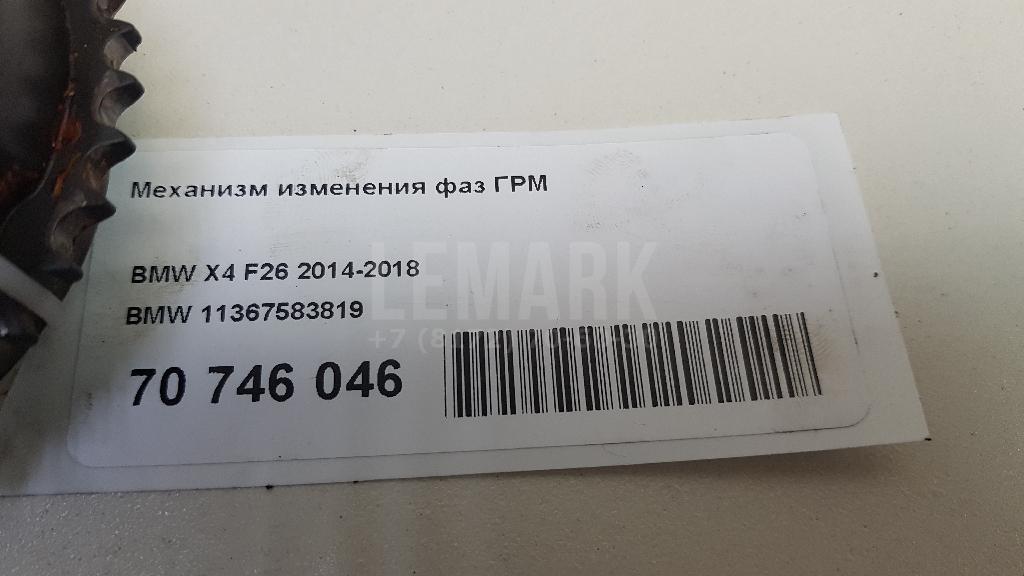 Механизм изменения фаз ГРМ
BMW X4 F26 2014-2018
LEMARK
BMW 11367583819
70 746 046